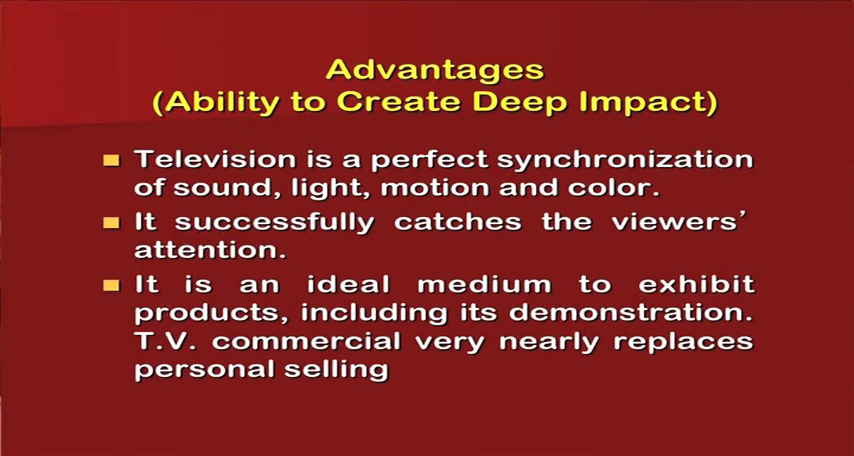 Advantages
(Ability to Create Deep Impact)
Television is a perfect synchronization
of sound, light, motion and color.
It successfully catches the viewers’
attention.
It is an ideal medium to exhibit
products, including its demonstration.
T.V. commercial very nearly replaces
personal selling